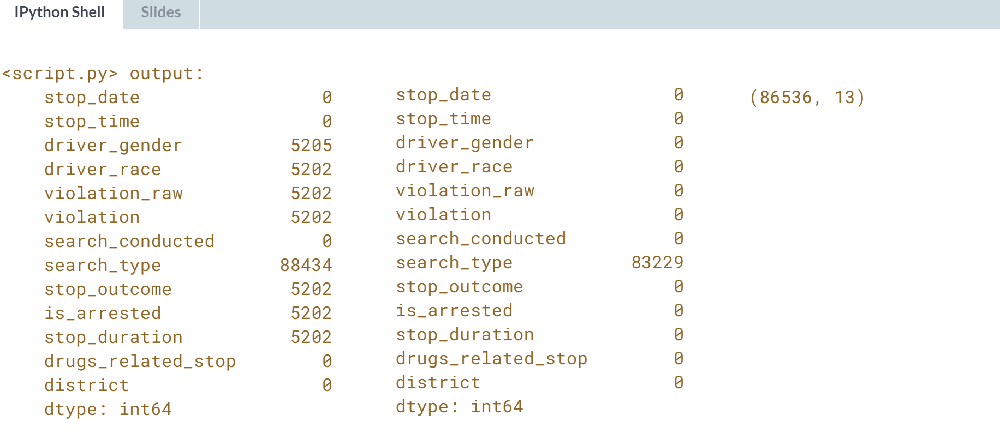 IPython Shell Slides
<script.py> output:
stop_date 0
stop_time 0
driver_gender 5205
driver_race 5202
violation_raw 5202
violation 5202
search_conducted 0
search_type 88434
stop_outcome 5202
is_arrested 5202
stop_duration 5202
drugs_related_stop 0
district 0
dtype: int64
stop_date 0
stop_time 0
driver_gender 0
driver_race 0
violation_raw 0
violation 0
search_conducted 0
search_type 83229
stop_outcome 0
is_arrested 0
stop_duration 0
drugs_related_stop 0
district 0
dtype: int64
(86536, 13)